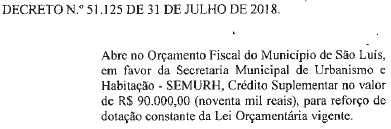 DECRETO N.º 51.125 DE 31 DE JULHO DE 2018.
Abre no Orçamento Fiscal do Município de São Luís,
em favor da Secretaria Municipal de Urbanismo e
Habitação - SEMURH, Crédito Suplementar no valor
de R$ 90.000,00 (noventa mil reais), para reforço de
dotação constante da Lei Orçamentária vigente.